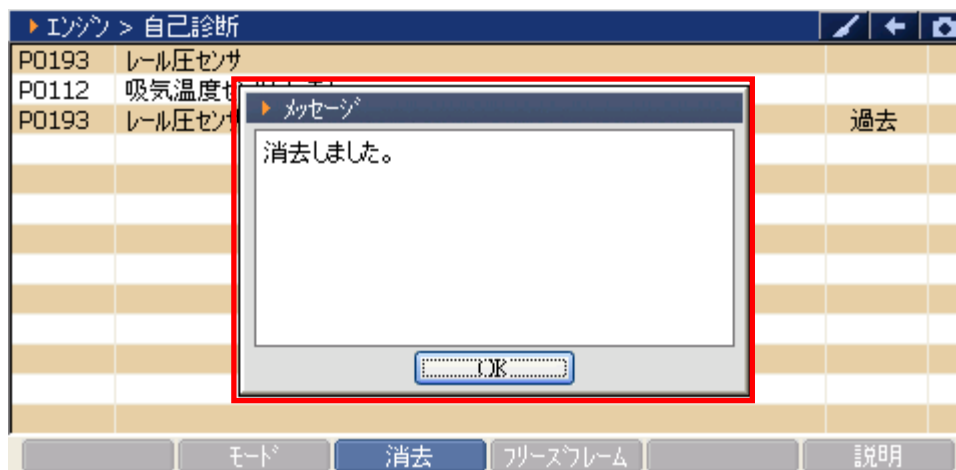 エンジン > 自己診断
P0193 レール圧センサ
P0112 吸気温度セ
P0193 レール圧センサ 過去
メッセージ
消去しました。
OK
モード 消去 フリーズフレーム 説明